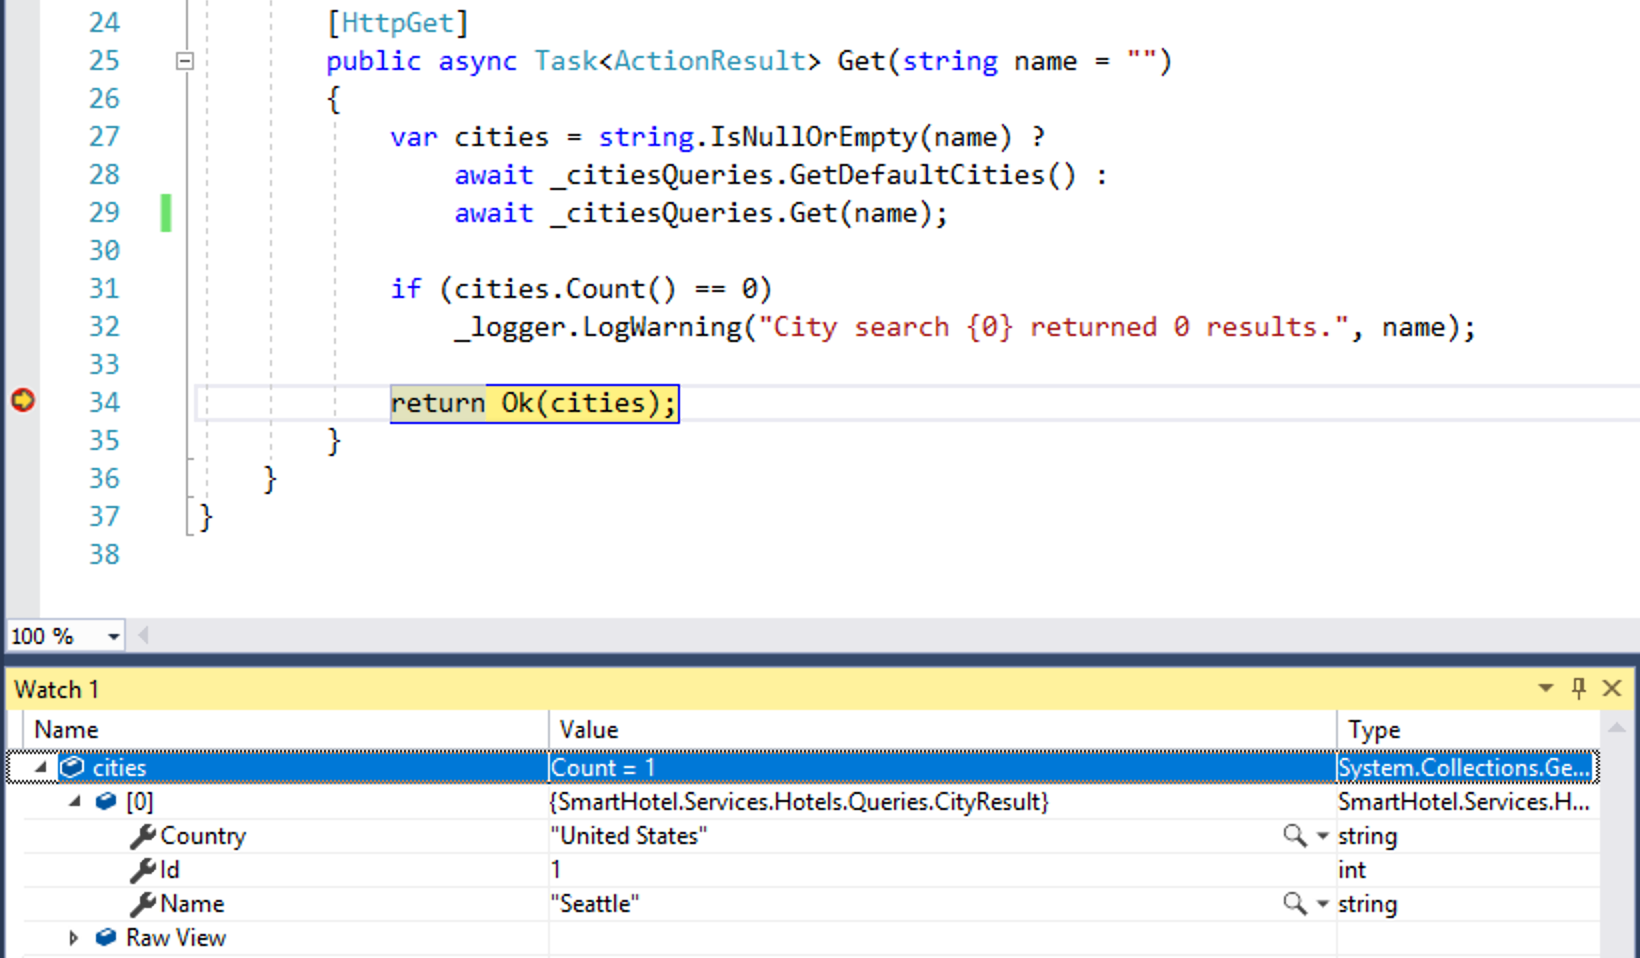 24 [HttpGet]
25 public async Task<ActionResult> Get(string name = "")
26 {
27 var cities = string.IsNullOrEmpty(name) ?
28 await _citiesQueries.GetDefaultCities() :
29 await _citiesQueries.Get(name);
30
31 if (cities.Count() == 0)
32 _logger.LogWarning("City search {0} returned 0 results.", name);
33
34 return Ok(cities);
35 }
36 }
37 }
38
100 %
Watch 1
Name Value Type
cities Count = 1 System.Collections.Ge...
[0] {SmartHotel.Services.Hotels.Queries.CityResult} SmartHotel.Services.H...
Country "United States" string
Id 1 int
Name "Seattle" string
Raw View